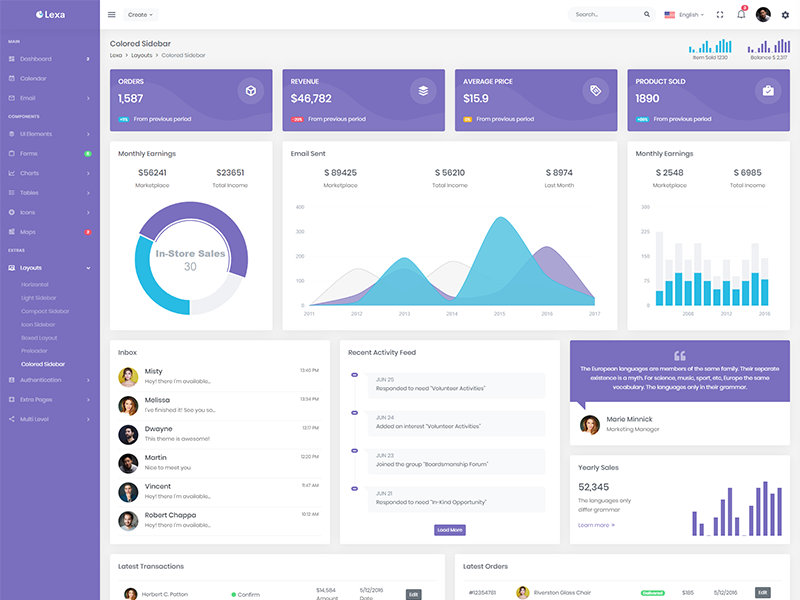 Lexa
Create
Search...
English
3
MAIN
Dashboard
Calendar
Email
COMPONENTS
UI Elements
Forms
Charts
Tables
Icons
Maps
EXTRAS
Layouts
Horizontal
Light Sidebar
Compact Sidebar
Icon Sidebar
Boxed Layout
Preloader
Colored Sidebar
Authentication
Extra Pages
Multi Level
Colored Sidebar
Lexa > Layouts > Colored Sidebar
Item Sold 1230
Balance $ 2,317
ORDERS
1,587
From previous period
REVENUE
$46,782
From previous period
AVERAGE PRICE
$15.9
From previous period
PRODUCT SOLD
1890
From previous period
Monthly Earnings
$56241
$23651
Marketplace
Total Income
In-Store Sales
30
Email Sent
$ 89425
$ 56210
$ 8974
Marketplace
Total Income
Last Month
400
300
200
100
0
2011 2012 2013 2014 2015 2016 2017
Monthly Earnings
$ 2548
$ 6985
Marketplace
Total Income
225
150
75
0
2008 2012 2016
Inbox
Misty
13:40 PM
Hey! there I'm available...
Melissa
13:34 PM
I've finished it! See you so...
Dwayne
13:17 PM
This theme is awesome!
Martin
12:20 PM
Nice to meet you
Vincent
11:47 AM
Hey! there I'm available...
Robert Chappa
10:12 AM
Hey! there I'm available...
Recent Activity Feed
JUN 25
Responded to need "Volunteer Activities"
JUN 24
Added an interest "Volunteer Activities"
JUN 23
Joined the group "Boardsmanship Forum"
JUN 21
Responded to need "In-Kind Opportunity"
Load More
The European languages are members of the same family. Their separate
existence is a myth. For science, music, sport, etc, Europe the same
vocabulary. The languages only in their grammar.
Marie Minnick
Marketing Manager
Yearly Sales
52,345
The languages only
differ grammar
Learn more »
Latest Transactions
Herbert C. Patton
Confirm
$14,584
Amount
5/12/2016
Date
Edit
Latest Orders
#12354781
Riverston Glass Chair
Delivered
$185
5/12/2016
Edit